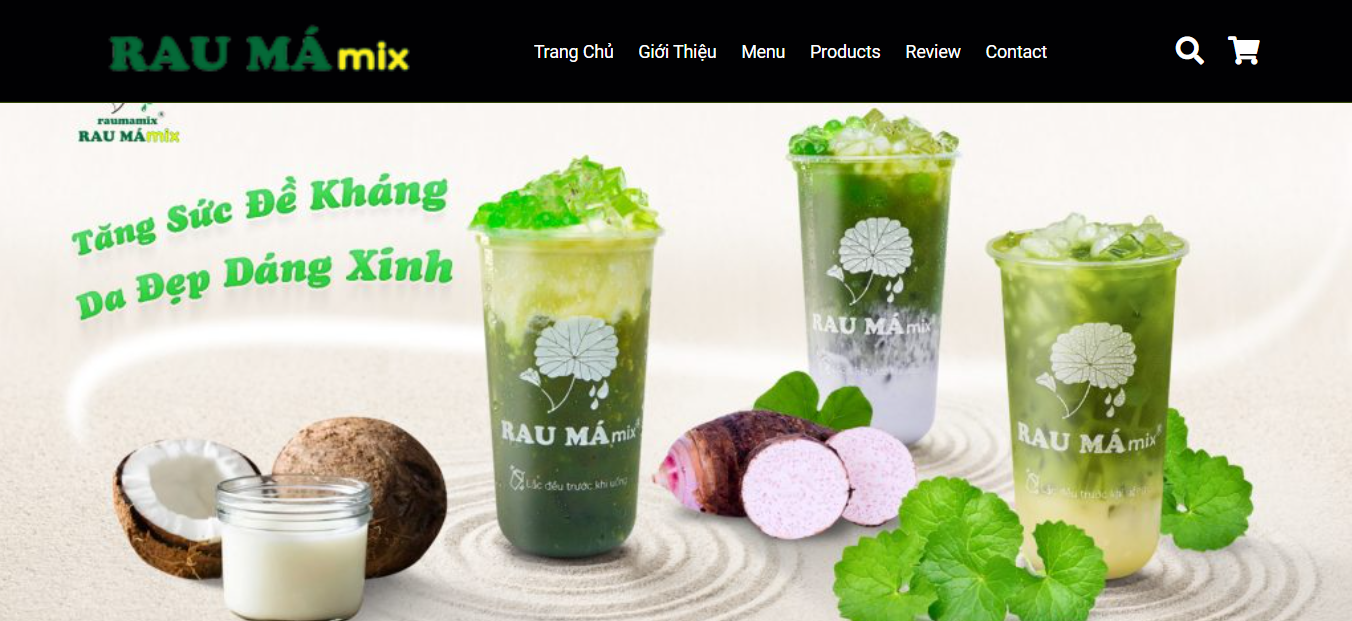 RAU MÁ mix
Trang Chủ Giới Thiệu Menu Products Review Contact
raumamix®
RAU MÁ mix
Tăng Sức Đề Kháng
Da Đẹp Dáng Xinh
RAU MÁ mix®
Lắc đều trước khi uống
RAU MÁ mix
RAU MÁ mix®
Lắc đều trước khi uống